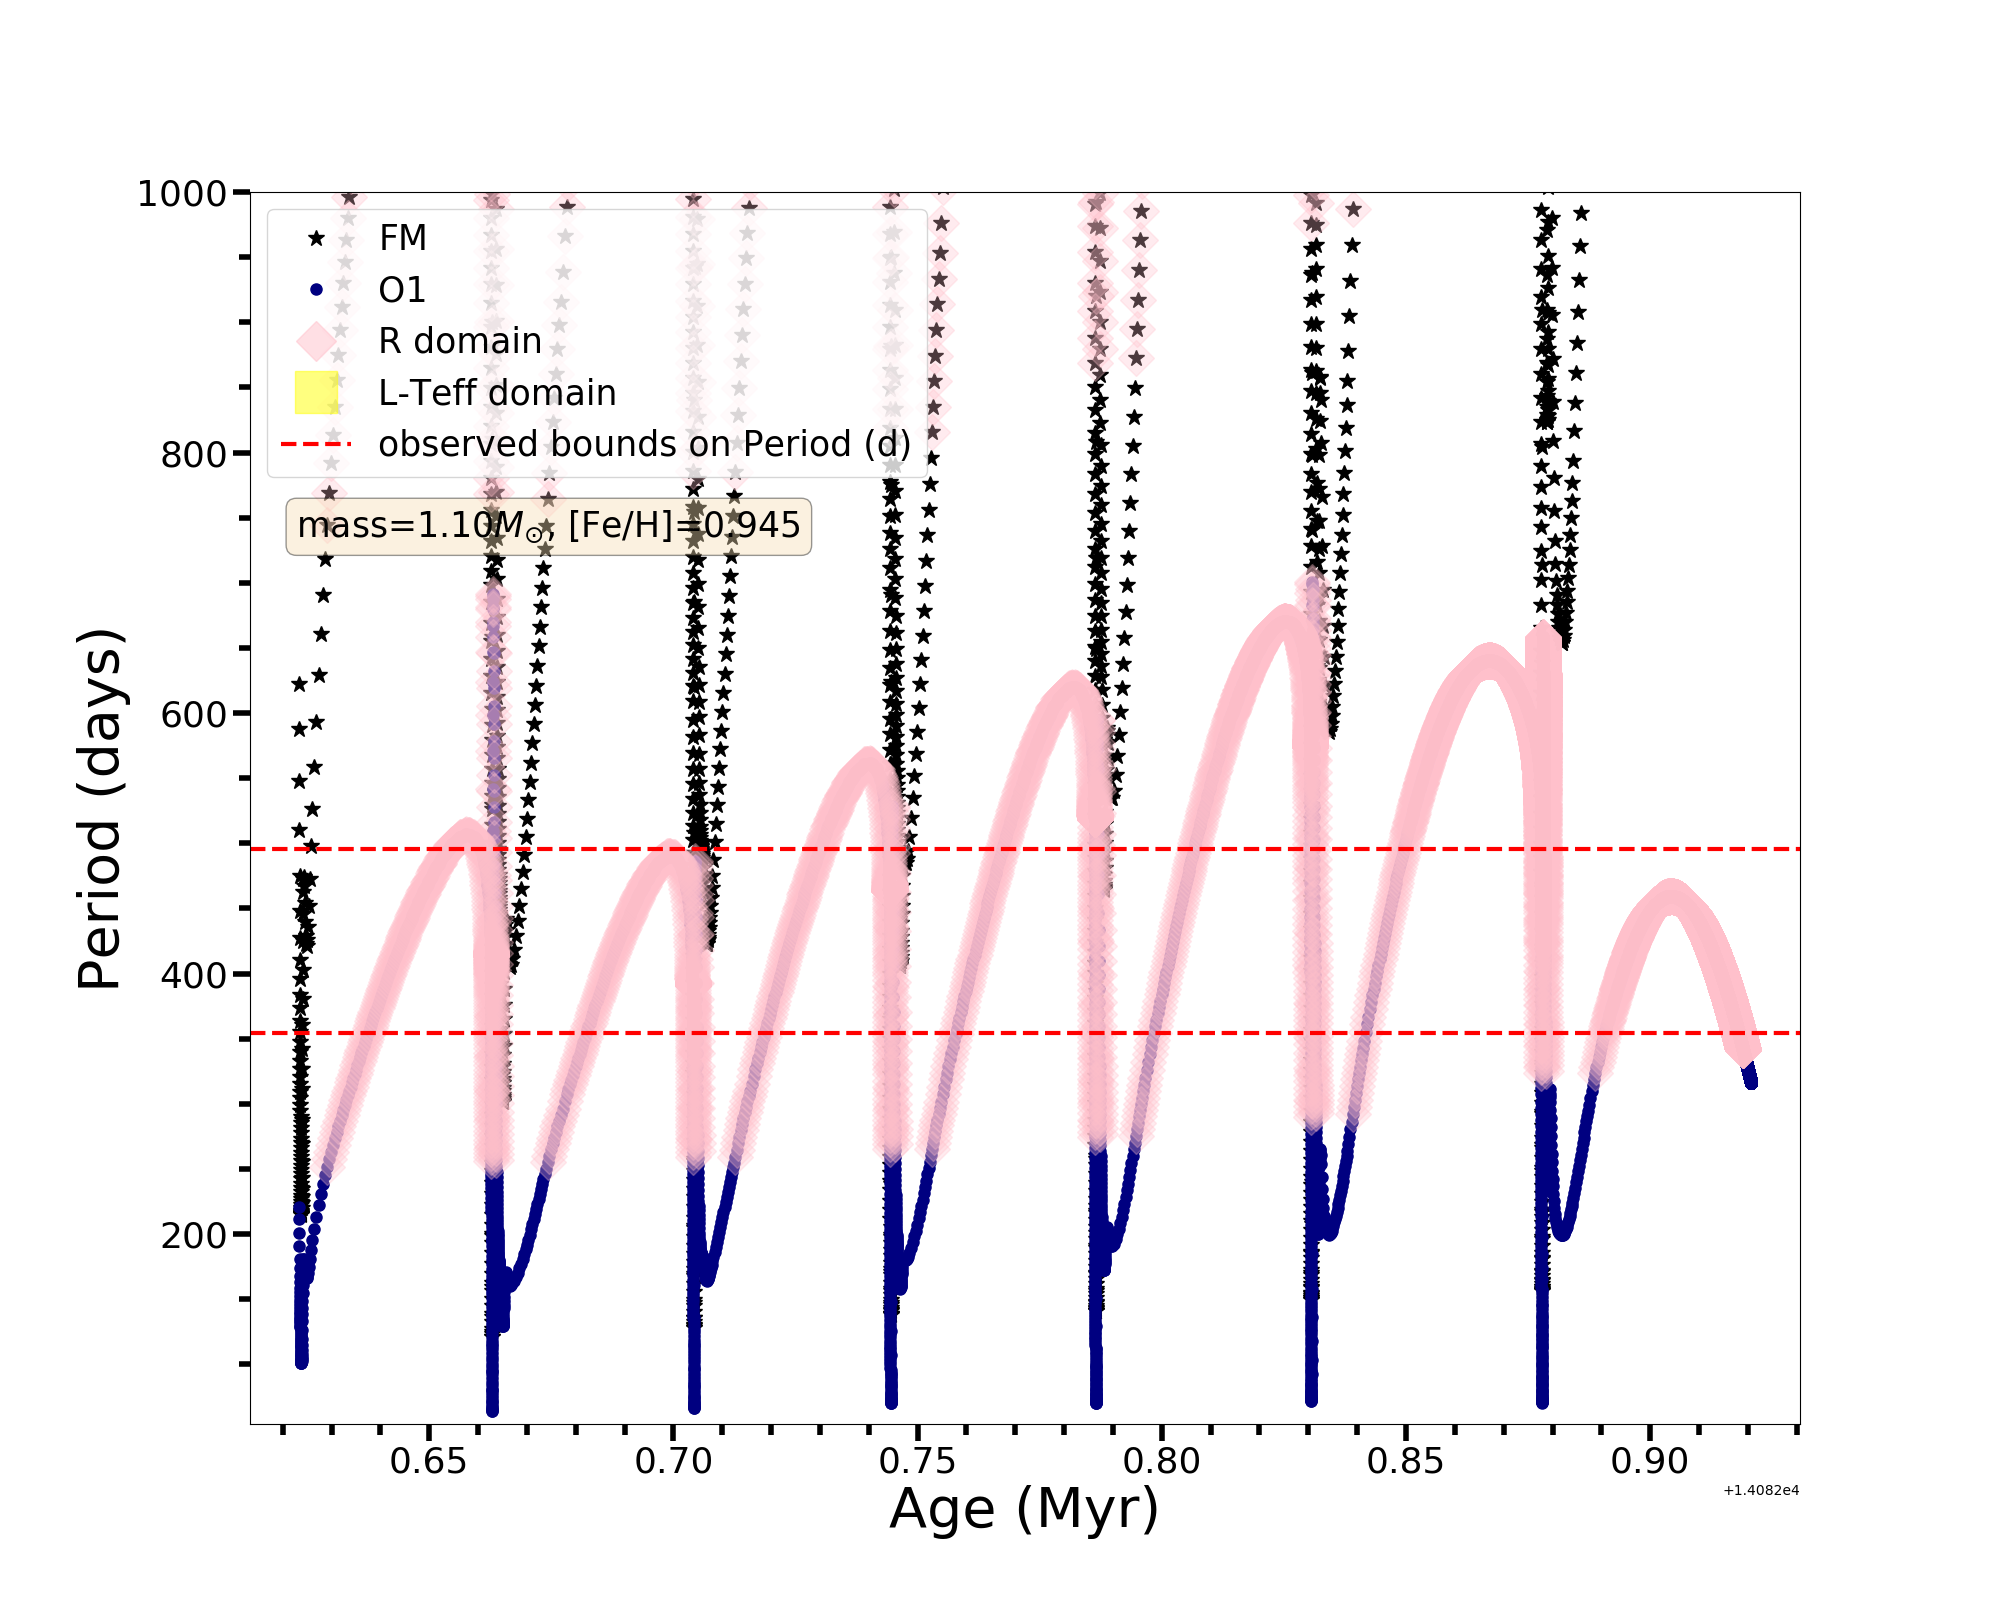 1000
800
600
400
200
Period (days)
FM
O1
R domain
L-Teff domain
observed bounds on Period (d)
mass=1.10M⊙, [Fe/H]=0.945
0.65 0.70 0.75 0.80 0.85 0.90
+1.4082e4
Age (Myr)